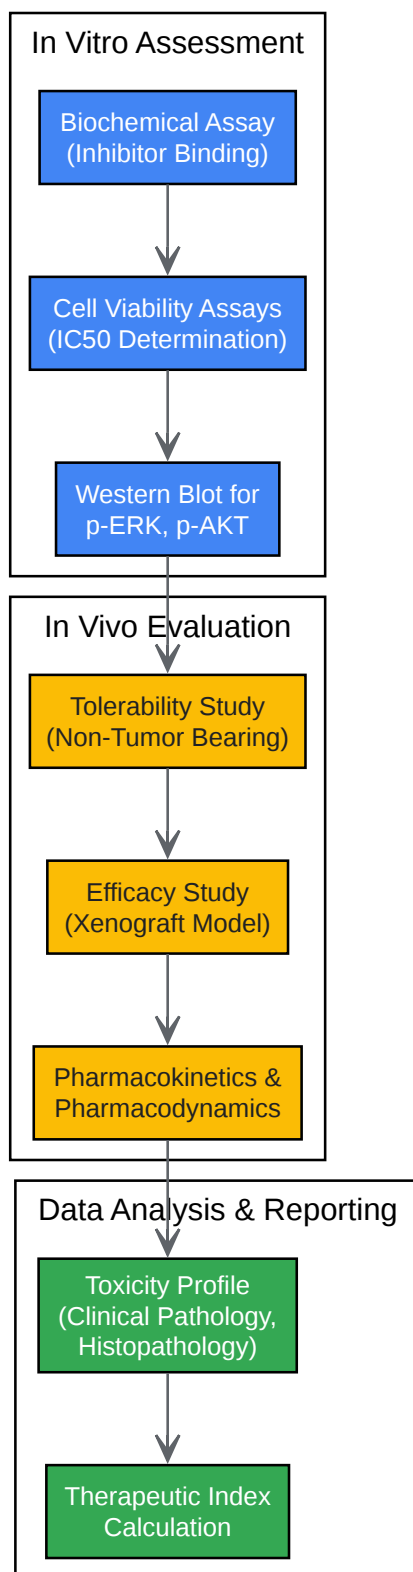 In Vitro Assessment
Biochemical Assay
(Inhibitor Binding)
Cell Viability Assays
(IC50 Determination)
Western Blot for
p-ERK, p-AKT
In Vivo Evaluation
Tolerability Study
(Non-Tumor Bearing)
Efficacy Study
(Xenograft Model)
Pharmacokinetics &
Pharmacodynamics
Data Analysis & Reporting
Toxicity Profile
(Clinical Pathology,
Histopathology)
Therapeutic Index
Calculation